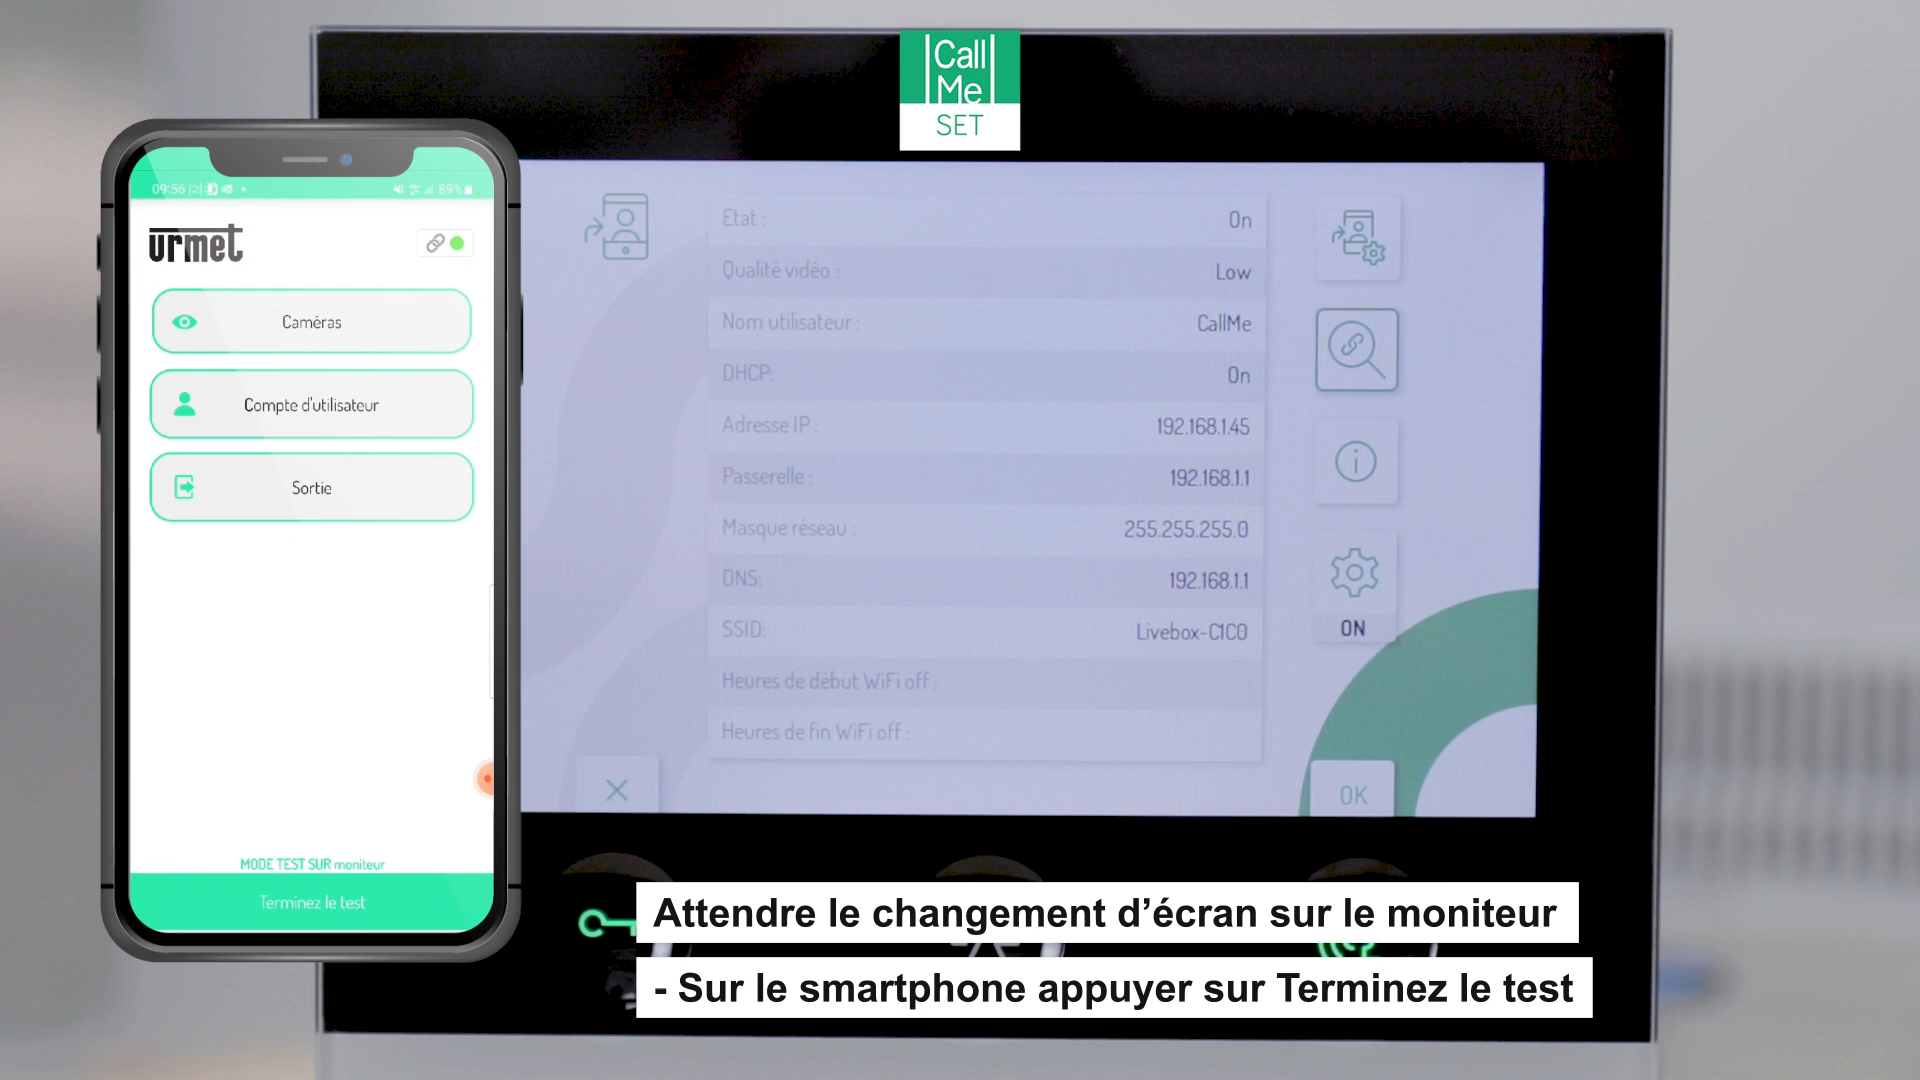 Call
Me
SET
09:56
89%
urmet
Caméras
Compte d'utilisateur
Sortie
MODE TEST SUR moniteur
Terminez le test
Etat : On
Qualité vidéo : Low
Nom utilisateur : CallMe
DHCP: On
Adresse IP : 192.168.1.45
Passerelle : 192.168.1.1
Masque réseau : 255.255.255.0
DNS: 192.168.1.1
SSID: Livebox-C1C0
Heures de début WiFi off :
Heures de fin WiFi off :
ON
OK
Attendre le changement d’écran sur le moniteur
- Sur le smartphone appuyer sur Terminez le test